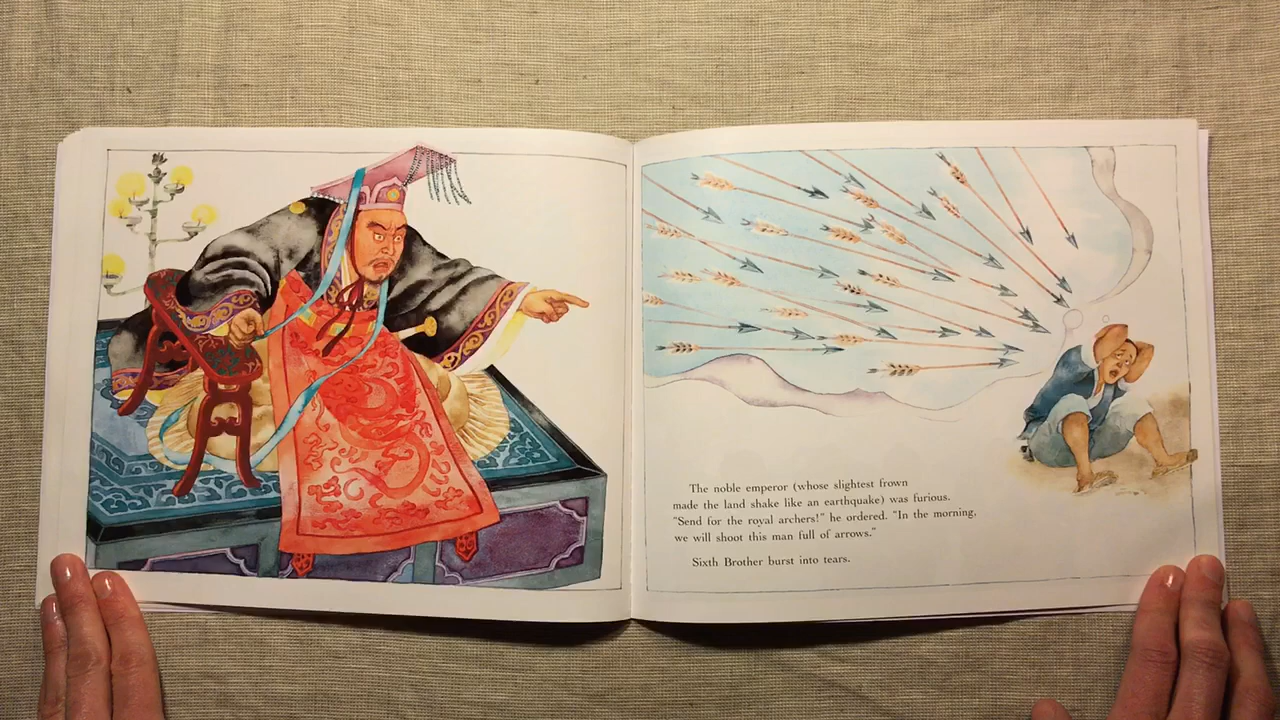 The noble emperor (whose slightest frown
made the land shake like an earthquake) was furious.
“Send for the royal archers!” he ordered. “In the morning,
we will shoot this man full of arrows.”
Sixth Brother burst into tears.